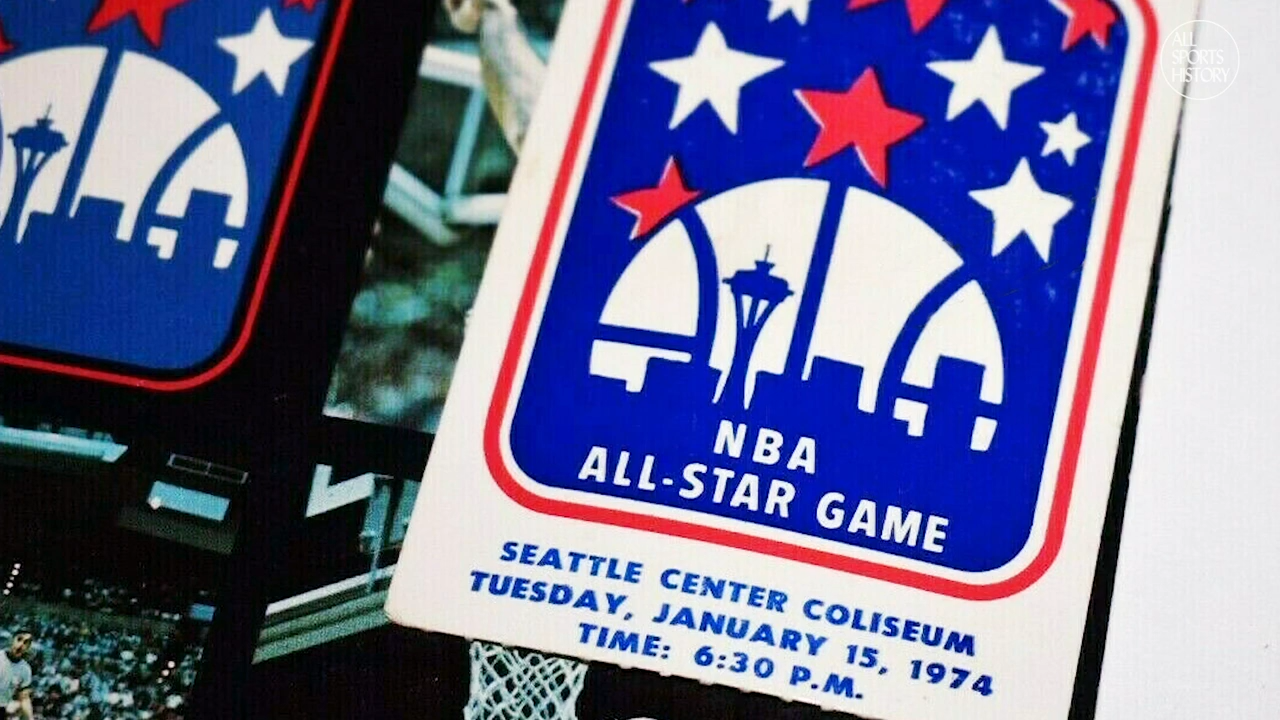 ALL
SPORTS
HISTORY
NBA
ALL-STAR GAME
SEATTLE CENTER COLISEUM
TUESDAY, JANUARY 15, 1974
TIME: 6:30 P.M.